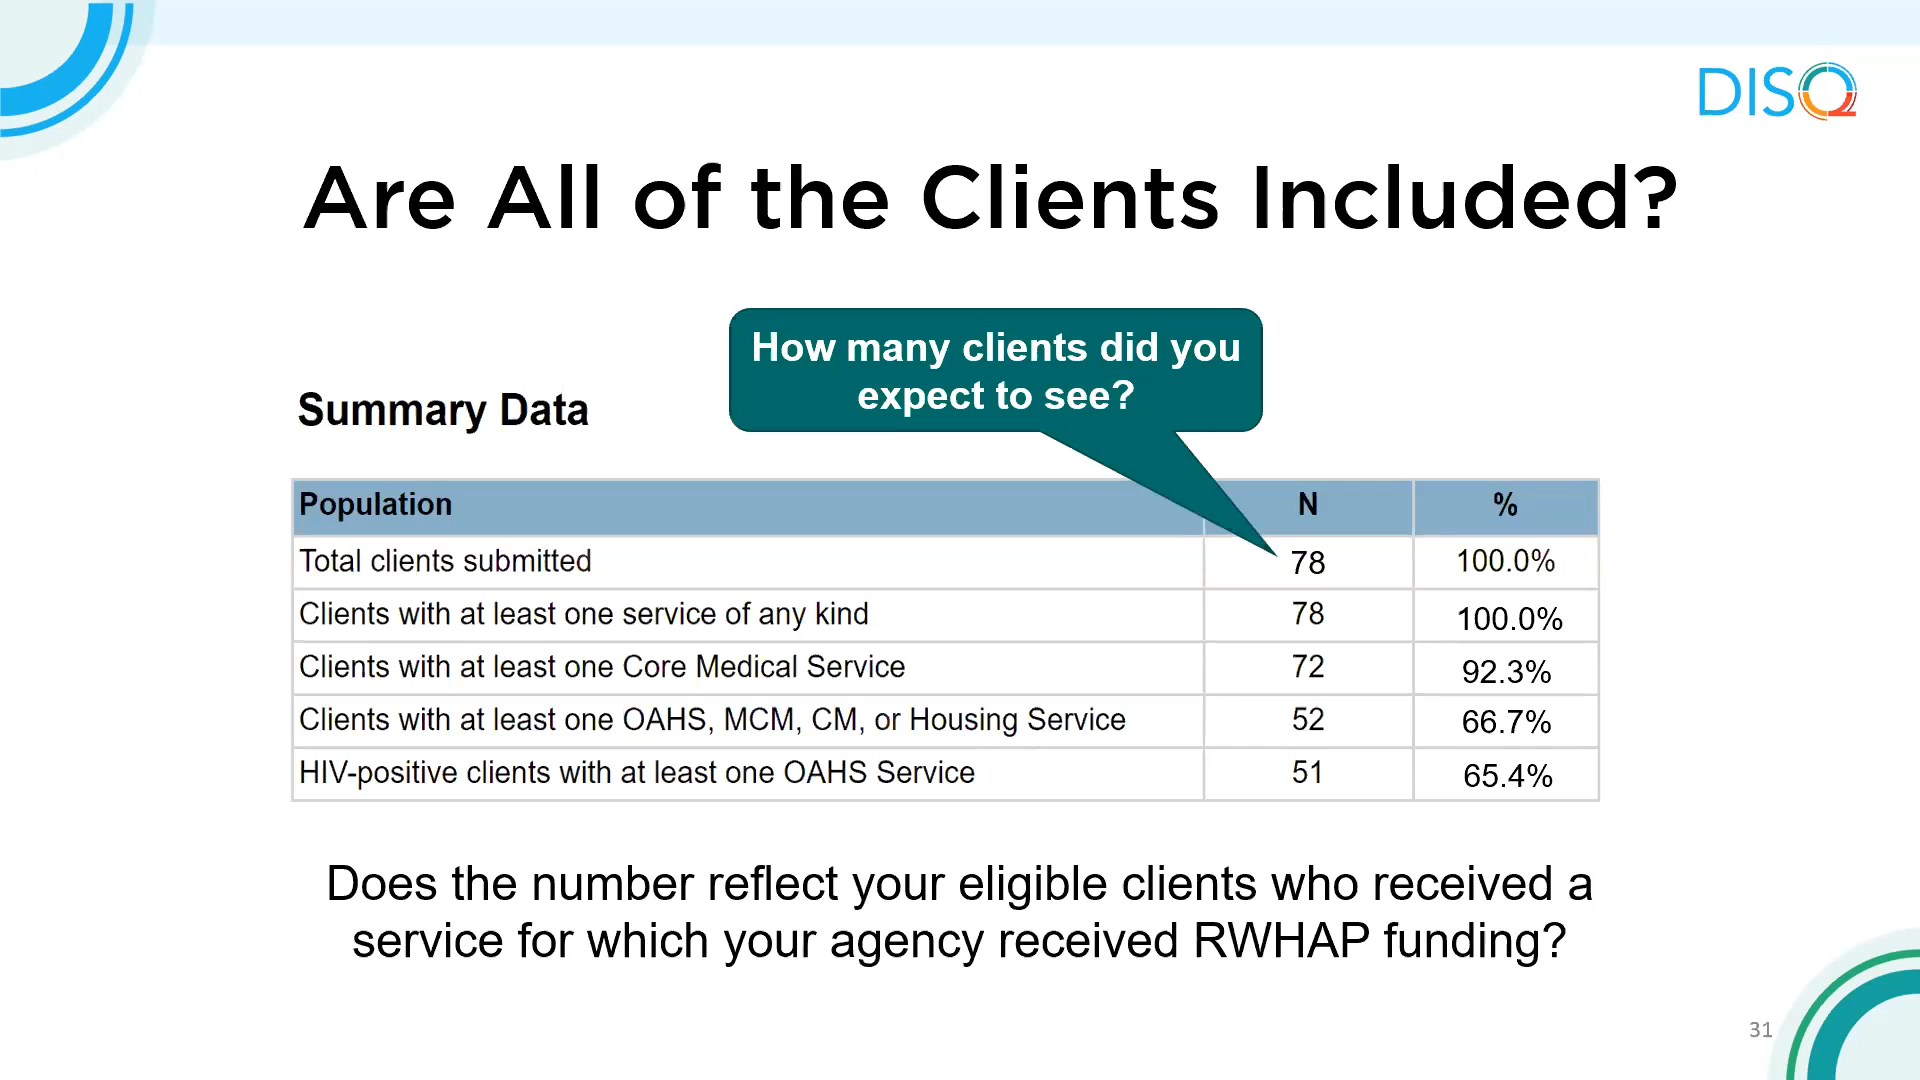 DISQ
Are All of the Clients Included?
How many clients did you
expect to see?
Summary Data
Population N %
Total clients submitted 78 100.0%
Clients with at least one service of any kind 78 100.0%
Clients with at least one Core Medical Service 72 92.3%
Clients with at least one OAHS, MCM, CM, or Housing Service 52 66.7%
HIV-positive clients with at least one OAHS Service 51 65.4%
Does the number reflect your eligible clients who received a
service for which your agency received RWHAP funding?
31